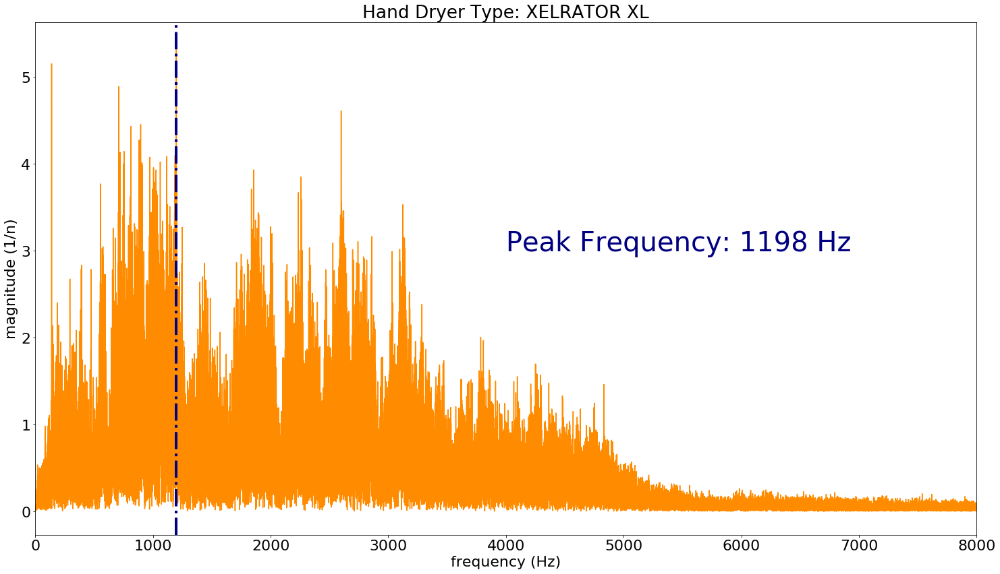 Hand Dryer Type: XELRATOR XL
5
4
3
2
1
0
magnitude (1/n)
Peak Frequency: 1198 Hz
0 1000 2000 3000 4000 5000 6000 7000 8000
frequency (Hz)